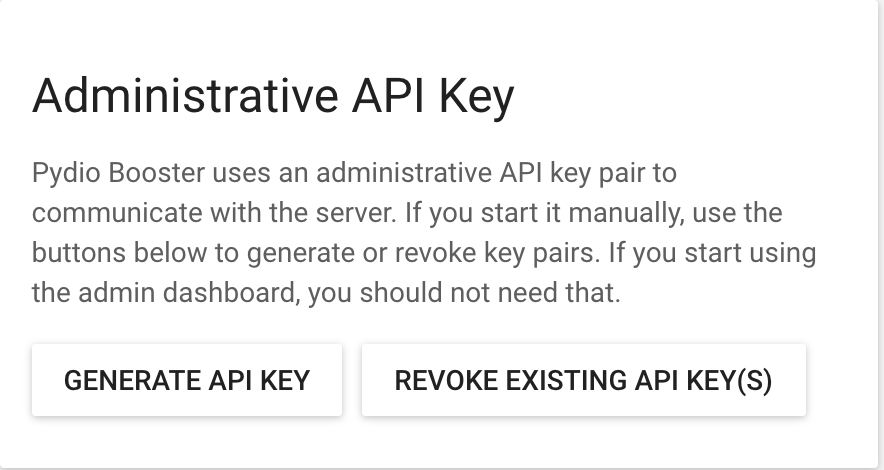 Administrative API Key
Pydio Booster uses an administrative API key pair to
communicate with the server. If you start it manually, use the
buttons below to generate or revoke key pairs. If you start using
the admin dashboard, you should not need that.
GENERATE API KEY
REVOKE EXISTING API KEY(S)